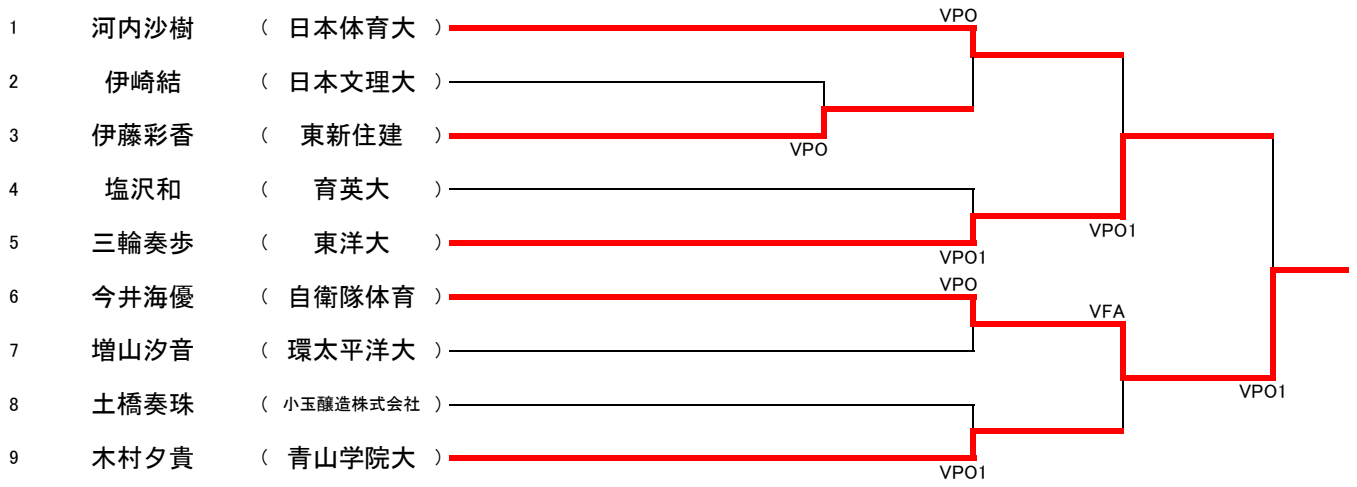 VPO
1 河内沙樹 ( 日本体育大 )
2 伊崎結 ( 日本文理大 )
3 伊藤彩香 ( 東新住建 )
VPO
4 塩沢和 ( 育英大 )
5 三輪奏歩 ( 東洋大 )
VPO1
VPO1
VPO
6 今井海優 ( 自衛隊体育 )
VFA
7 増山汐音 ( 環太平洋大 )
VPO1
8 土橋奏珠 ( 小玉醸造株式会社 )
9 木村夕貴 ( 青山学院大 )
VPO1